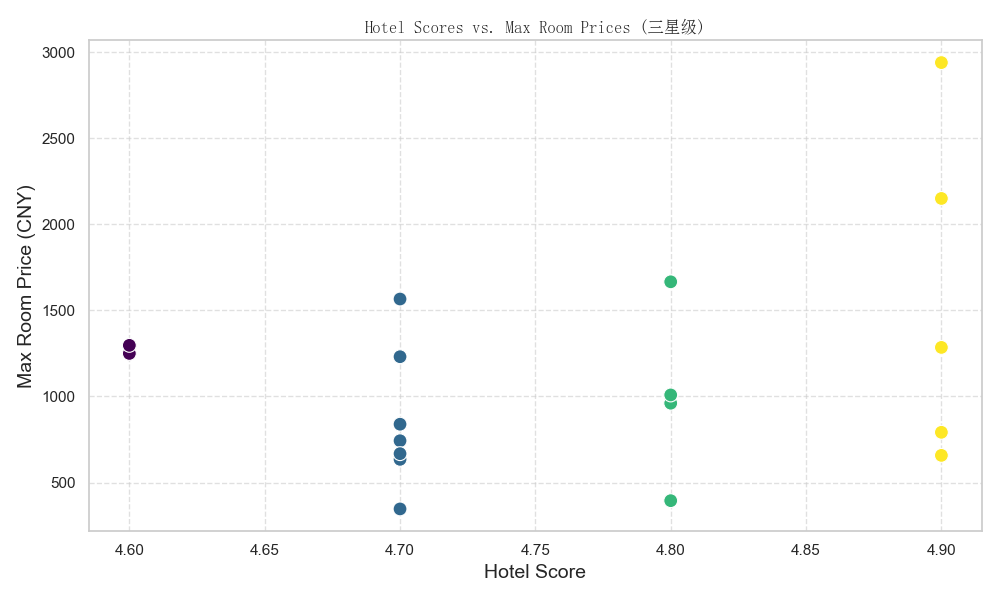 Hotel Scores vs. Max Room Prices (三星级)
3000
2500
2000
1500
1000
500
Max Room Price (CNY)
4.60 4.65 4.70 4.75 4.80 4.85 4.90
Hotel Score